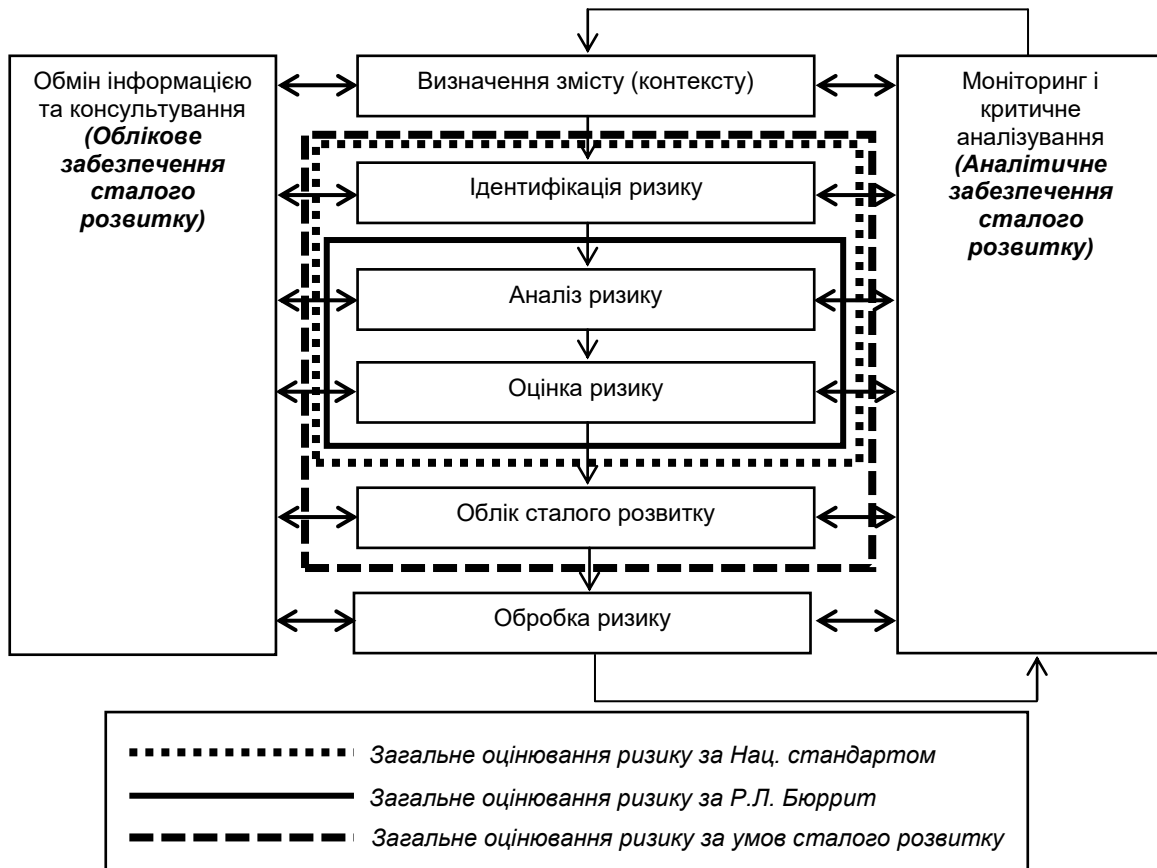 Обмін інформацією
та консультування
(Облікове
забезпечення
сталого
розвитку)
Визначення змісту (контексту)
Ідентифікація ризику
Аналіз ризику
Оцінка ризику
Облік сталого розвитку
Обробка ризику
Моніторинг і
критичне
аналізування
(Аналітичне
забезпечення
сталого
розвитку)
Загальне оцінювання ризику за Нац. стандартом
Загальне оцінювання ризику за Р.Л. Бюррит
Загальне оцінювання ризику за умов сталого розвитку